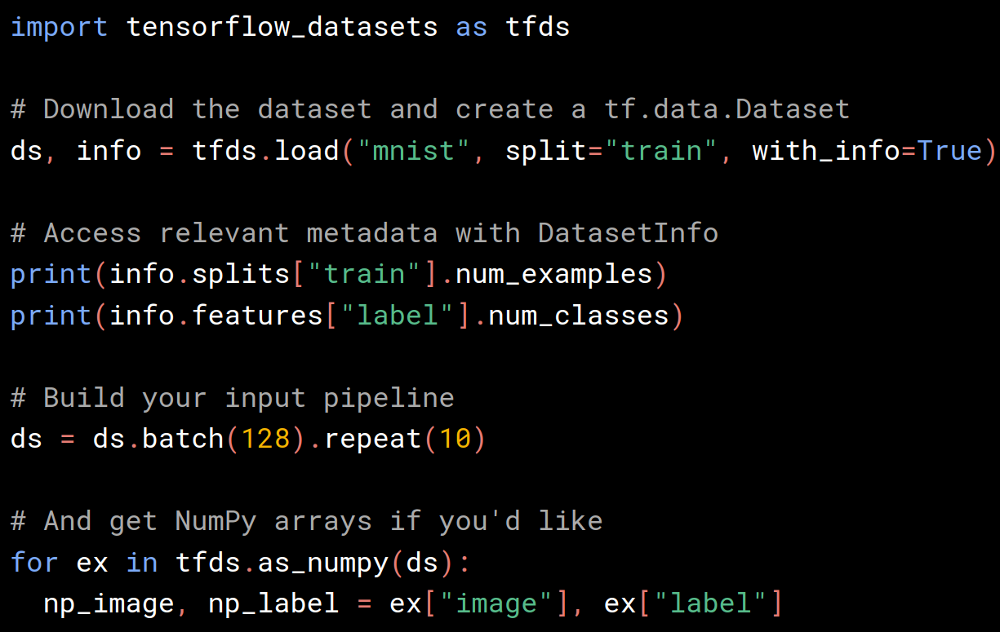 import tensorflow_datasets as tfds
# Download the dataset and create a tf.data.Dataset
ds, info = tfds.load("mnist", split="train", with_info=True)
# Access relevant metadata with DatasetInfo
print(info.splits["train"].num_examples)
print(info.features["label"].num_classes)
# Build your input pipeline
ds = ds.batch(128).repeat(10)
# And get NumPy arrays if you'd like
for ex in tfds.as_numpy(ds):
  np_image, np_label = ex["image"], ex["label"]